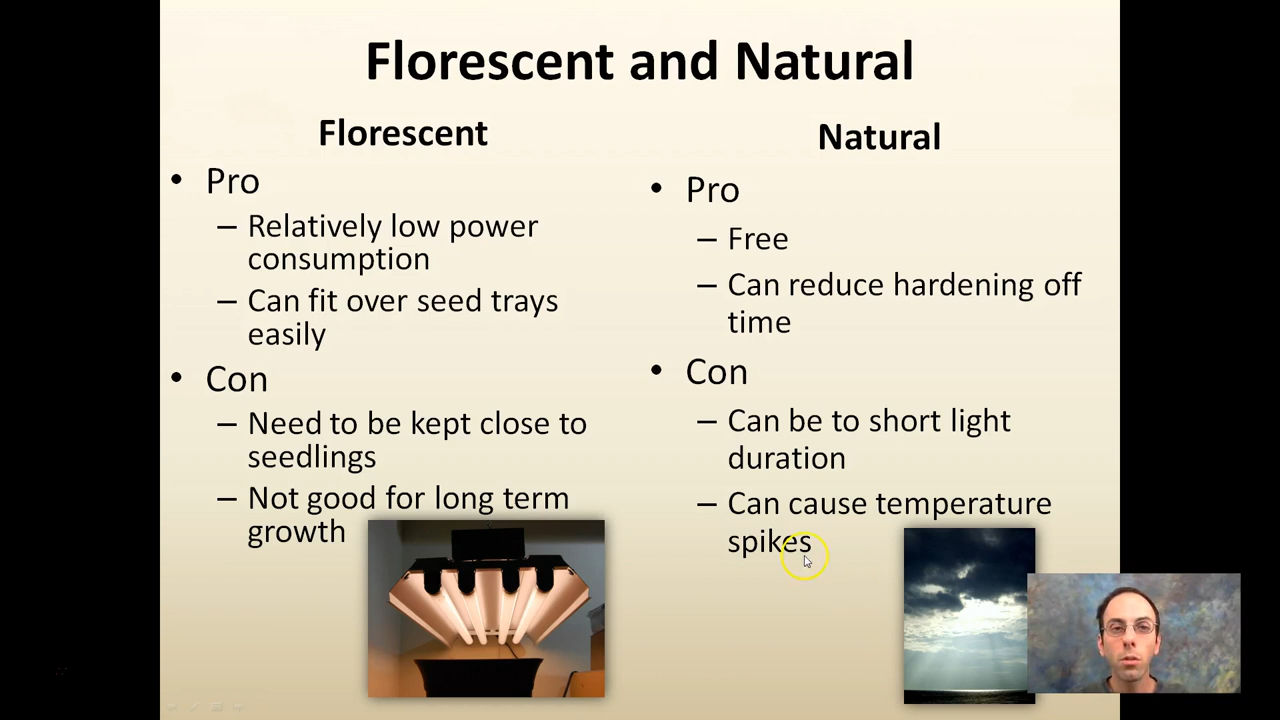 Florescent and Natural
Florescent
• Pro
– Relatively low power
consumption
– Can fit over seed trays
easily
• Con
– Need to be kept close to
seedlings
– Not good for long term
growth
Natural
• Pro
– Free
– Can reduce hardening off
time
• Con
– Can be to short light
duration
– Can cause temperature
spikes